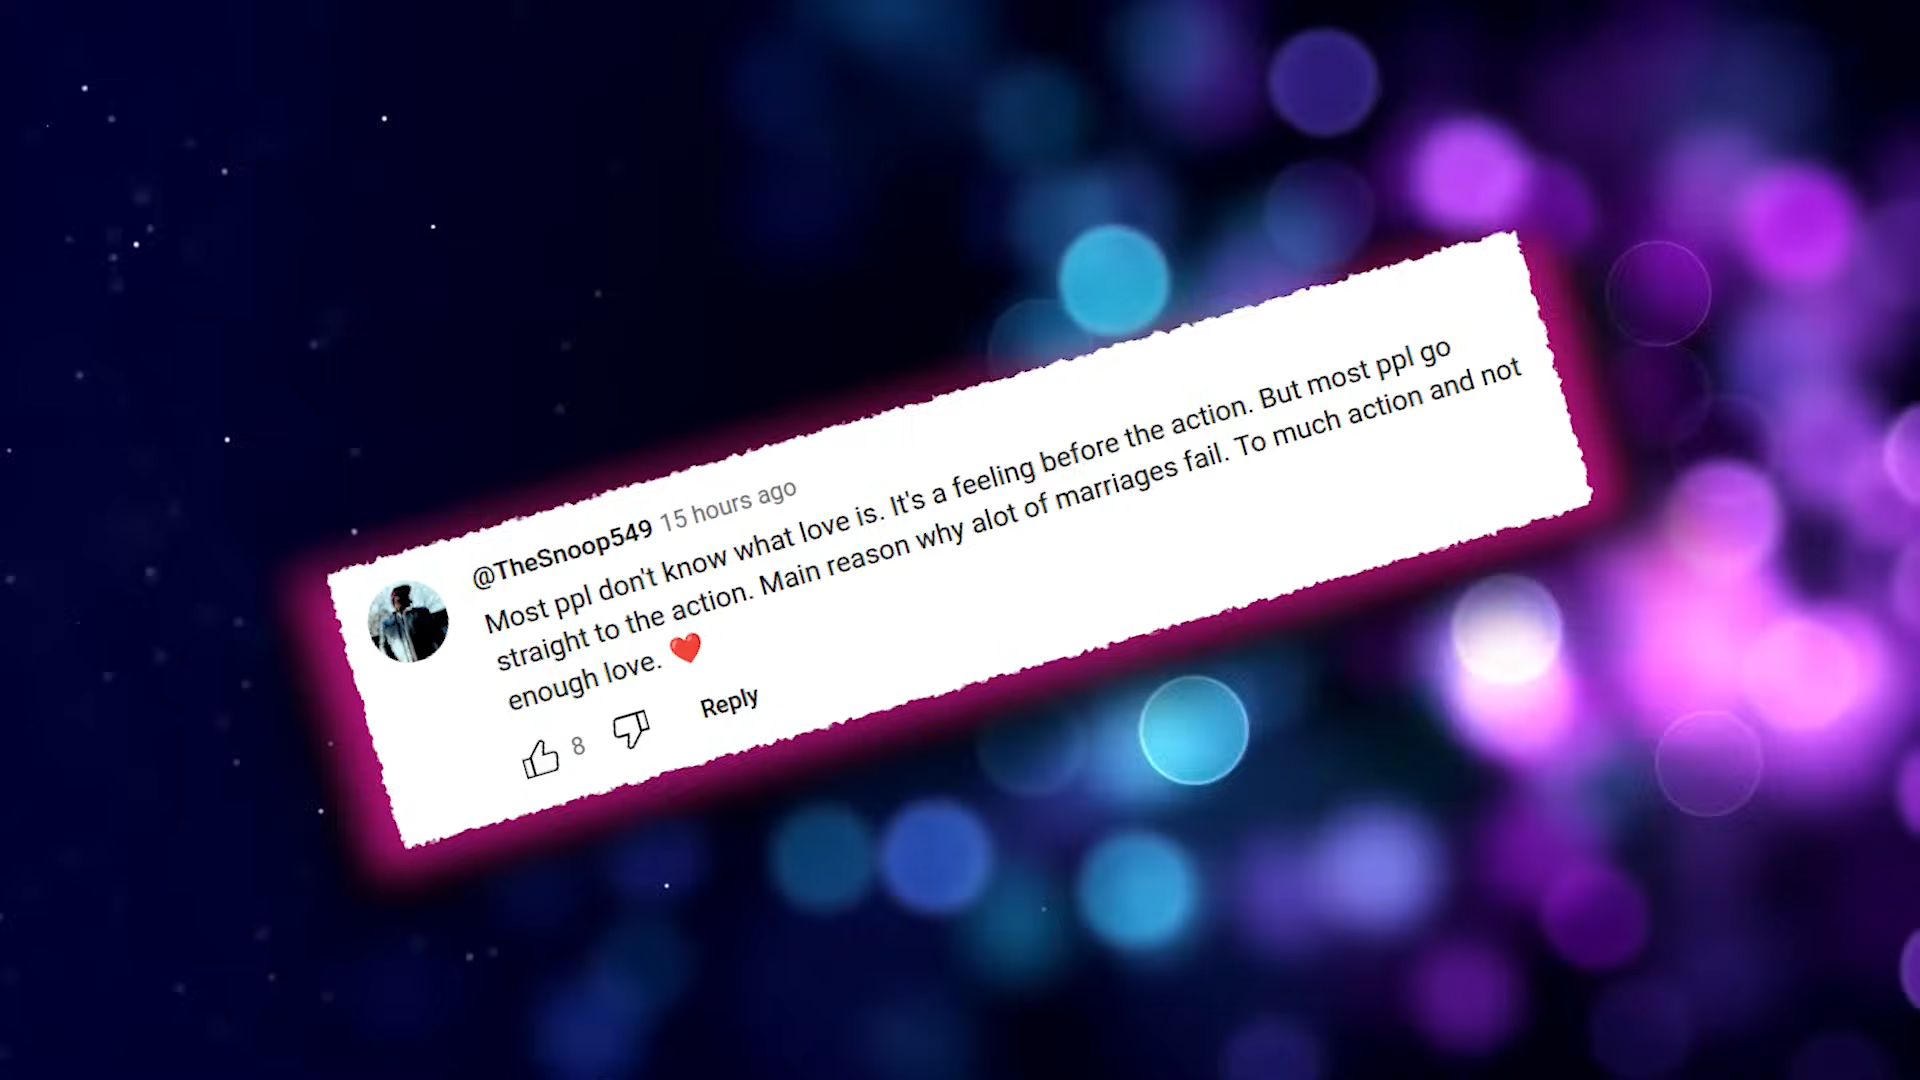 @TheSnoop549 15 hours ago
Most ppl don't know what love is. It's a feeling before the action. But most ppl go
straight to the action. Main reason why alot of marriages fail. To much action and not
enough love. ❤️
8 Reply